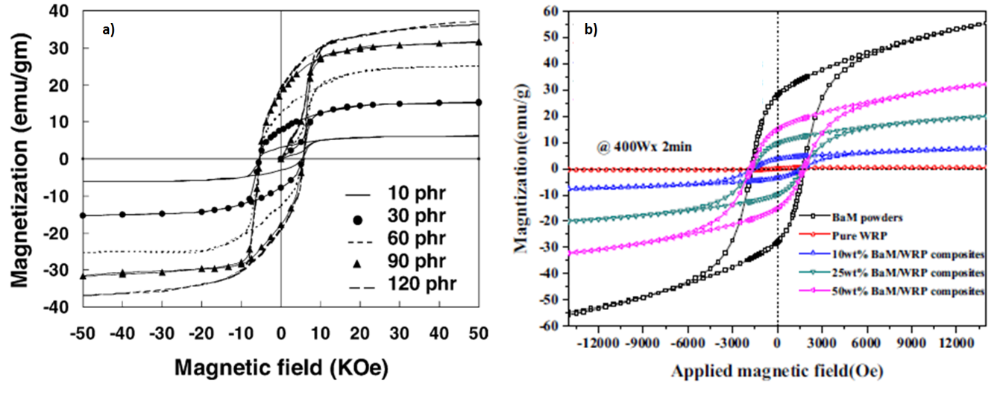 a)
Magnetization (emu/gm)
40
30
20
10
0
-10
-20
-30
-40
10 phr
30 phr
60 phr
90 phr
120 phr
-50 -40 -30 -20 -10 0 10 20 30 40 50
Magnetic field (KOe)
b)
Magntization(emu/g)
60
50
40
30
20
10
0
-10
-20
-30
-40
-50
-60
@ 400Wx 2min
BaM powders
Pure WRP
10wt% BaM/WRP composites
25wt% BaM/WRP composites
50wt% BaM/WRP composites
-12000 -9000 -6000 -3000 0 3000 6000 9000 12000
Applied magnetic field(Oe)